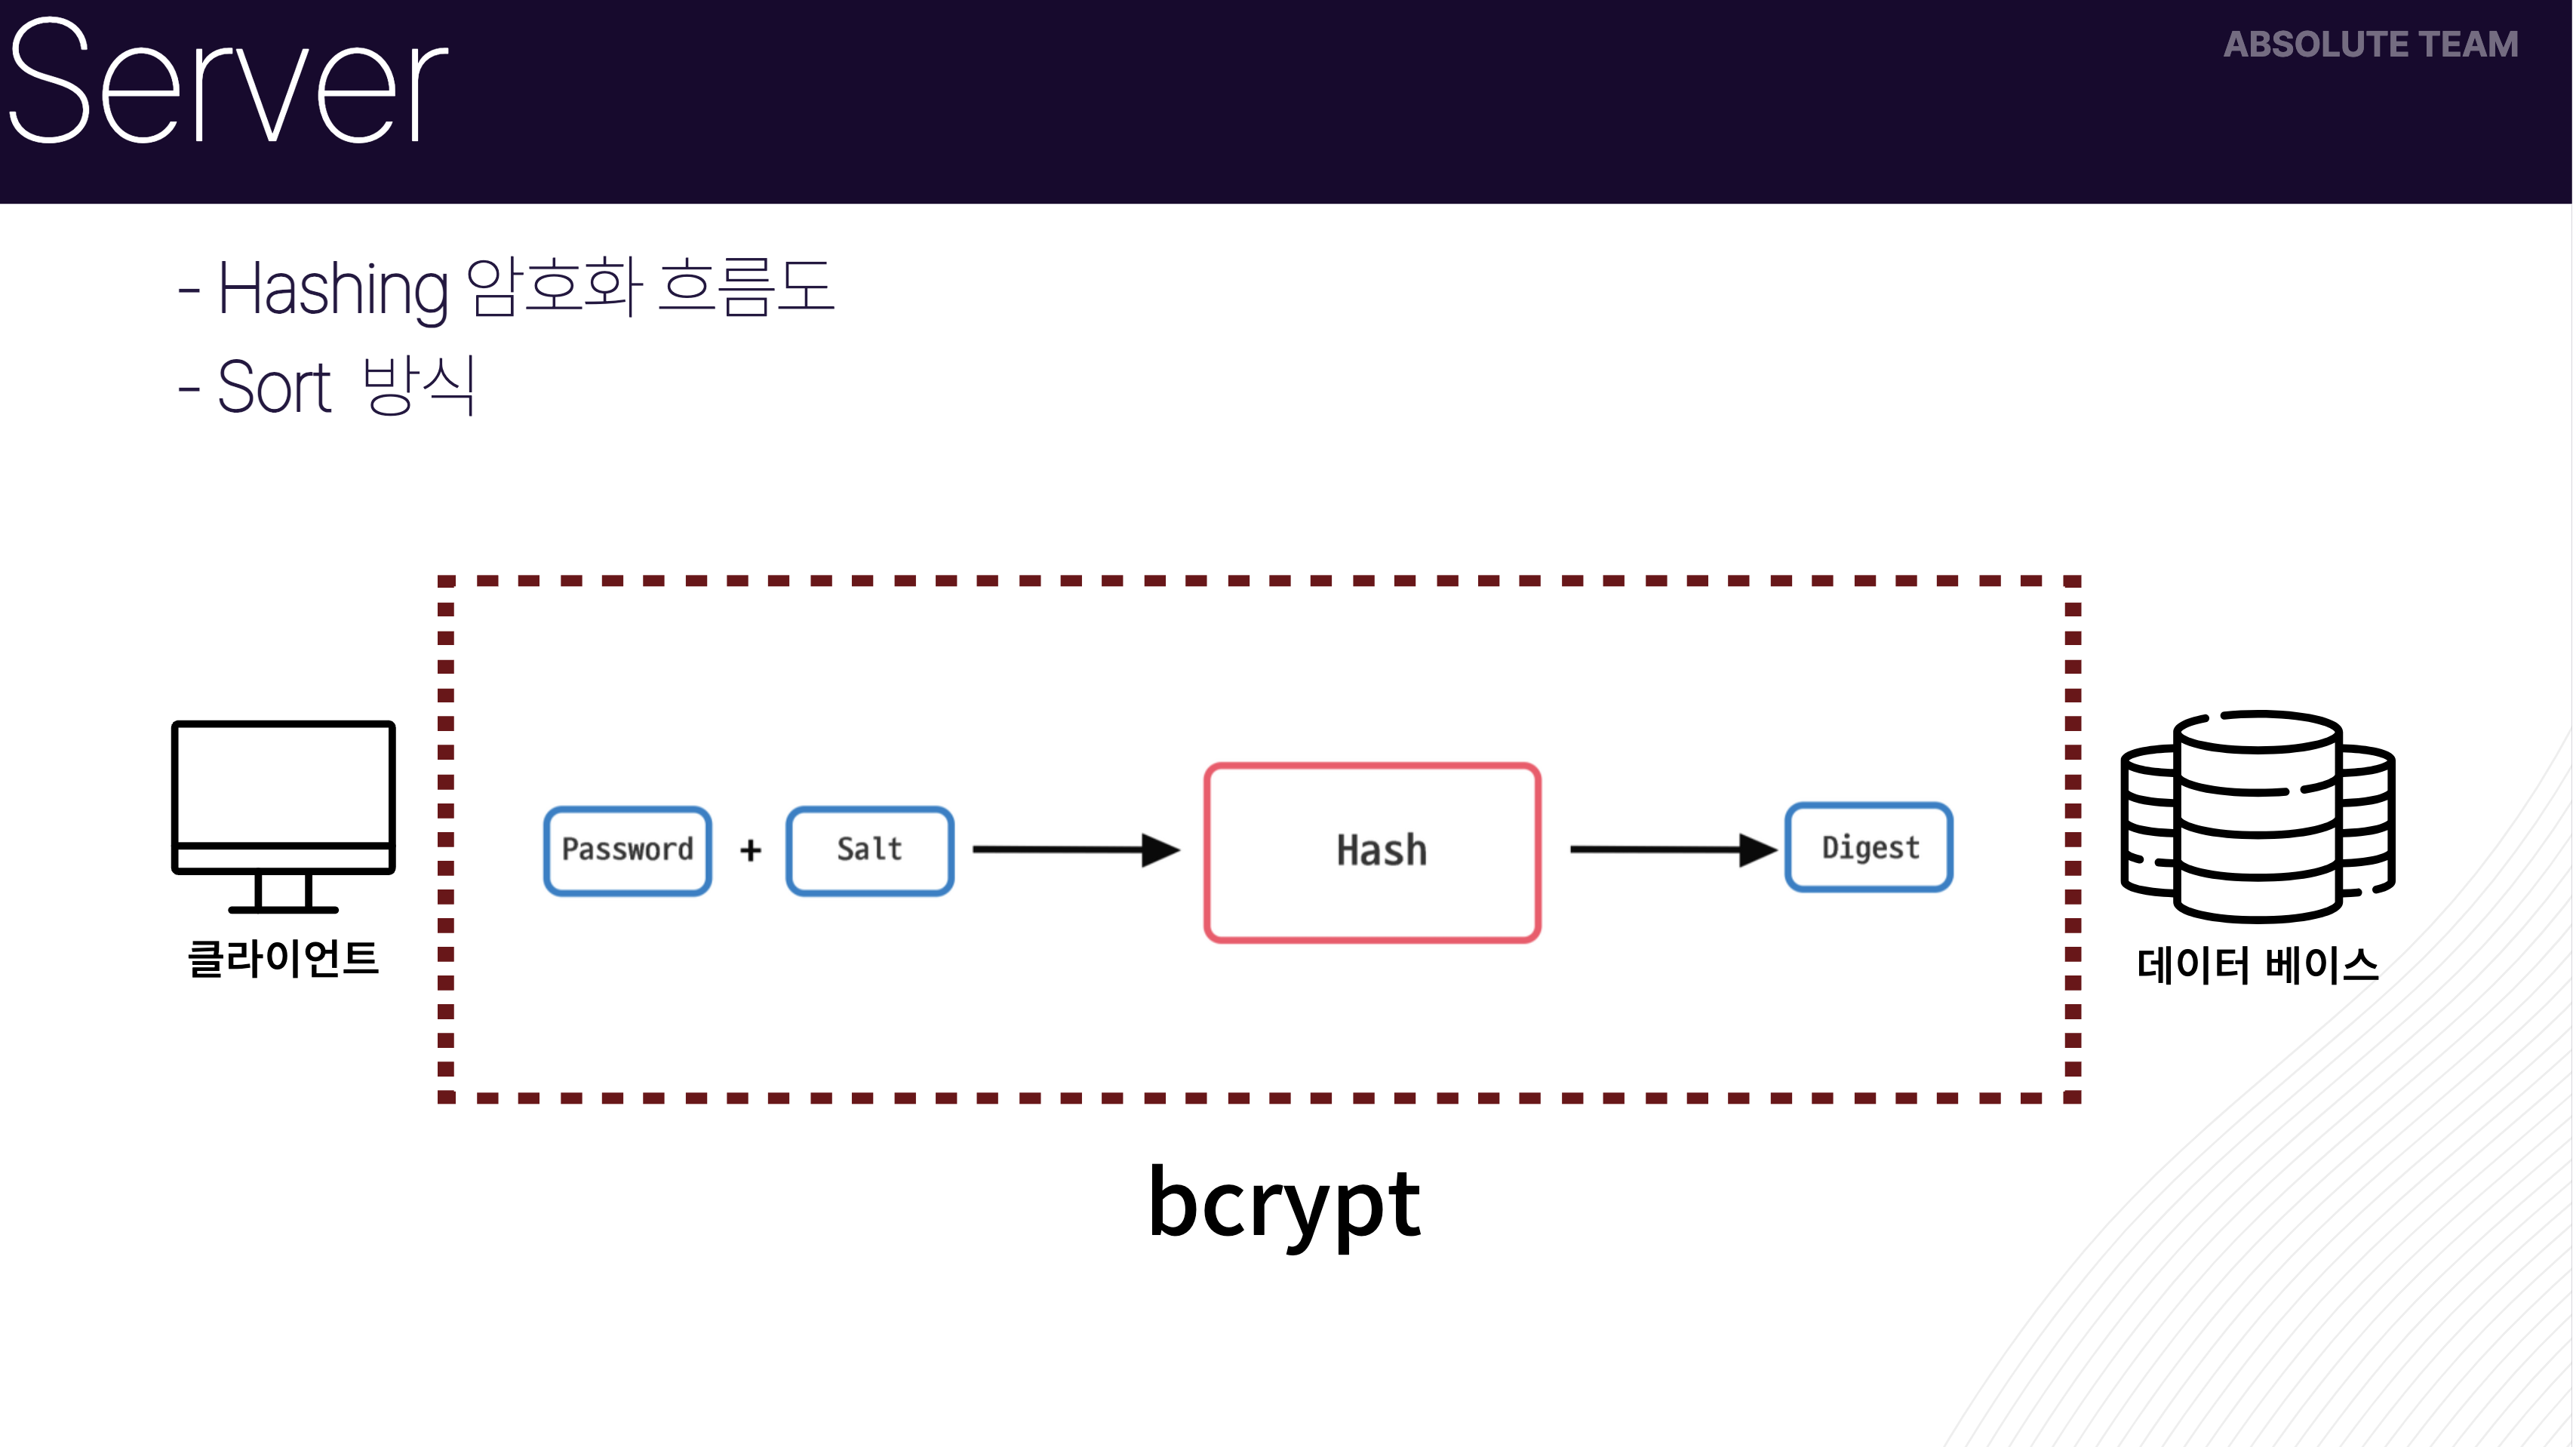 Server
ABSOLUTE TEAM
- Hashing 암호화 흐름도
- Sort 방식
Password + Salt
Hash
Digest
클라이언트
데이터 베이스
bcrypt